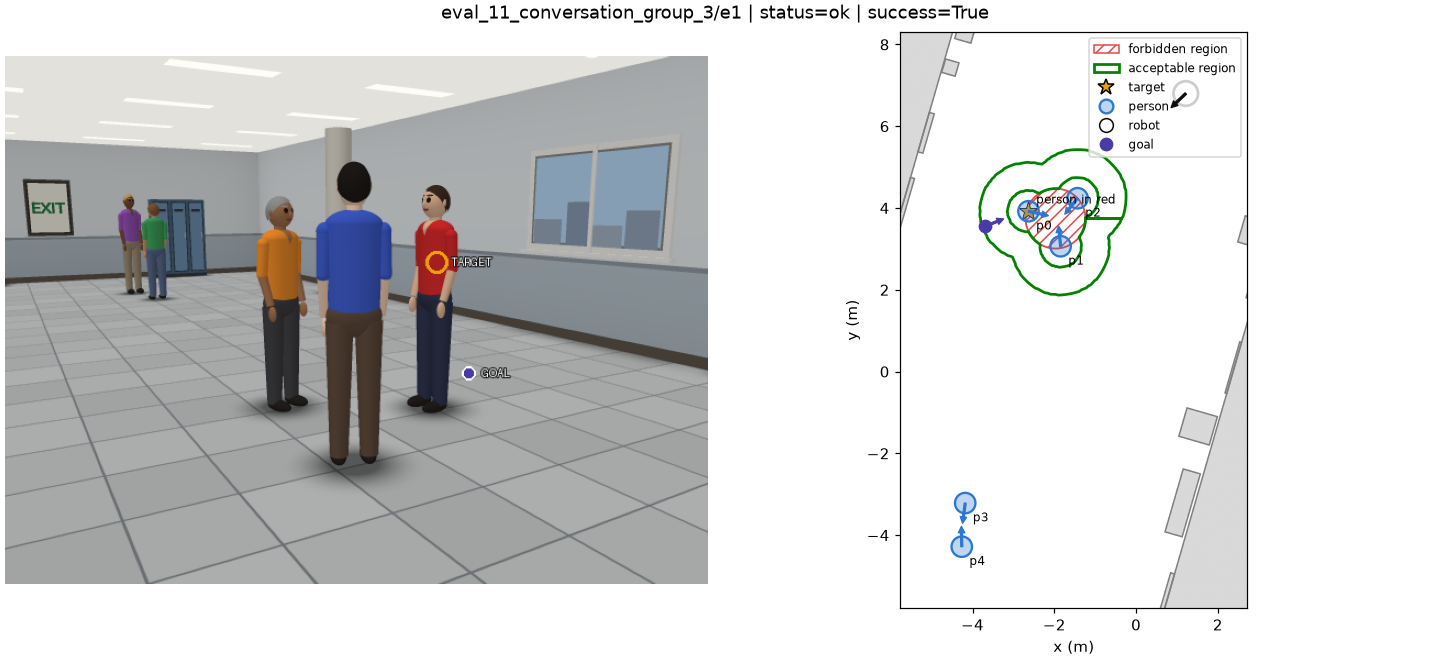 eval_11_conversation_group_3/e1 | status=ok | success=True
EXIT
TARGET
GOAL
forbidden region
acceptable region
target
person
robot
goal
person in red
p2
p0
p1
p3
p4
8
6
4
2
0
−2
−4
−4
−2
0
2
x (m)
y (m)